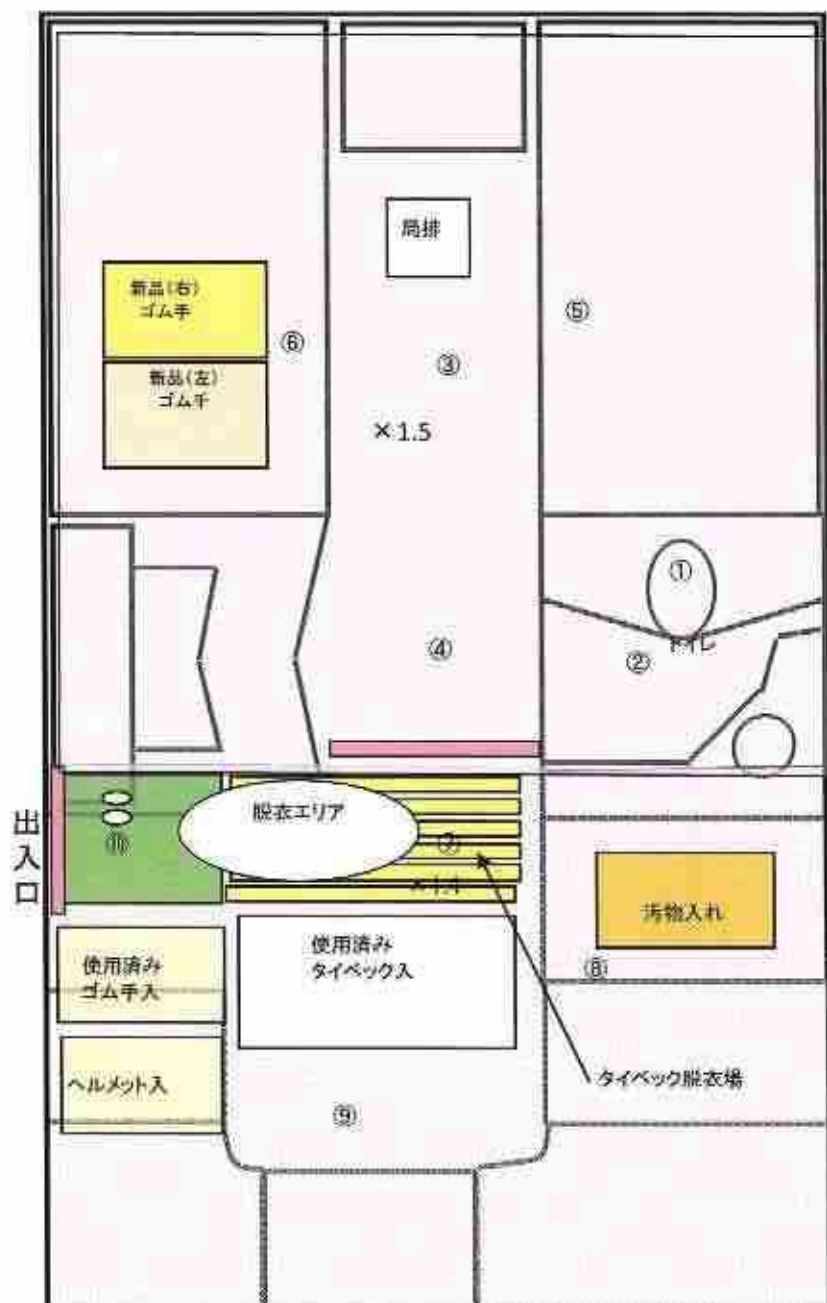 局排
新品(右)
ゴム手
⑥
⑤
③
新品(左)
ゴム手
×1.5
①
④
②
トイレ
出入口
脱衣エリア
⑪
⑦
×1.4
汚物入れ
使用済み
ゴム手入
使用済み
タイベック入
⑧
ヘルメット入
タイベック脱衣場
⑨